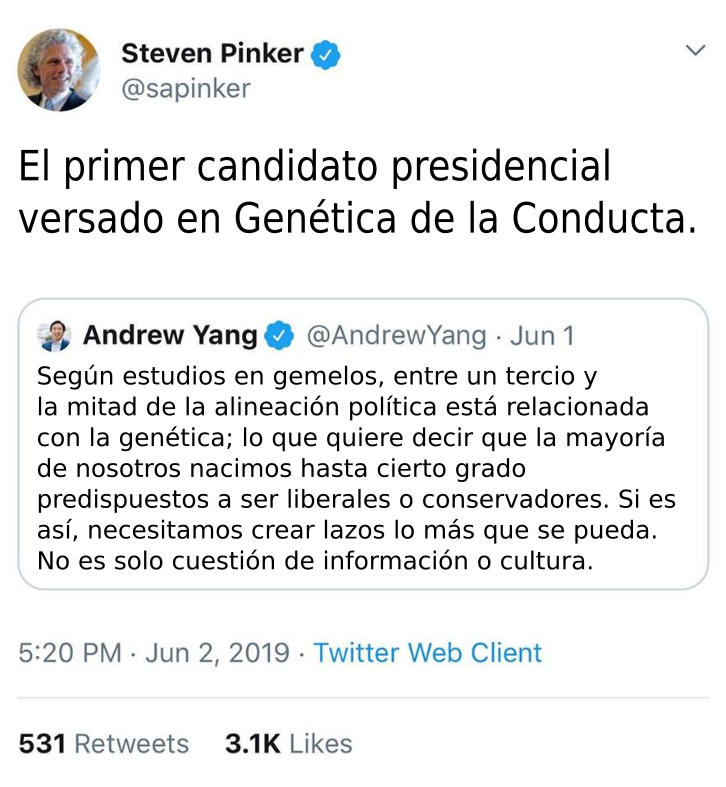 Steven Pinker
@sapinker
El primer candidato presidencial
versado en Genética de la Conducta.
Andrew Yang @AndrewYang · Jun 1
Según estudios en gemelos, entre un tercio y
la mitad de la alineación política está relacionada
con la genética; lo que quiere decir que la mayoría
de nosotros nacimos hasta cierto grado
predispuestos a ser liberales o conservadores. Si es
así, necesitamos crear lazos lo más que se pueda.
No es solo cuestión de información o cultura.
5:20 PM · Jun 2, 2019 · Twitter Web Client
531 Retweets 3.1K Likes